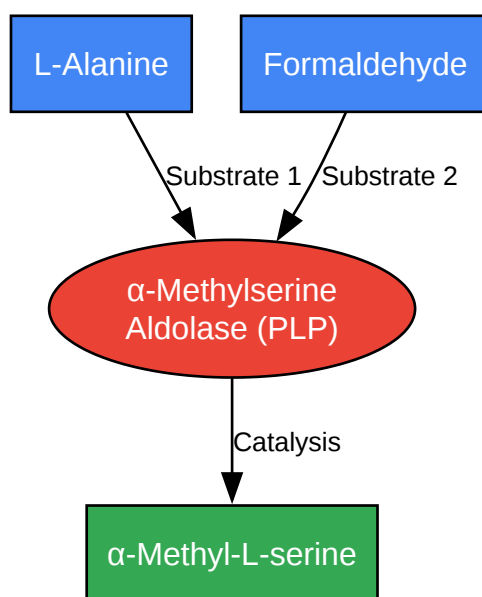 L-Alanine
Formaldehyde
Substrate 1
Substrate 2
α-Methylserine
Aldolase (PLP)
Catalysis
α-Methyl-L-serine